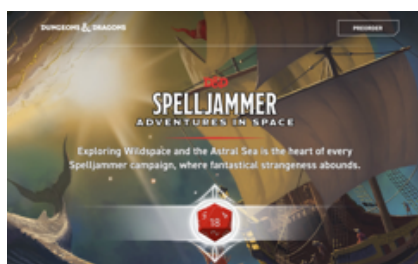 DUNGEONS & DRAGONS
PREORDER
D&D
SPELLJAMMER
ADVENTURES IN SPACE
Exploring Wildspace and the Astral Sea is the heart of every
Spelljammer campaign, where fantastical strangeness abounds.
18